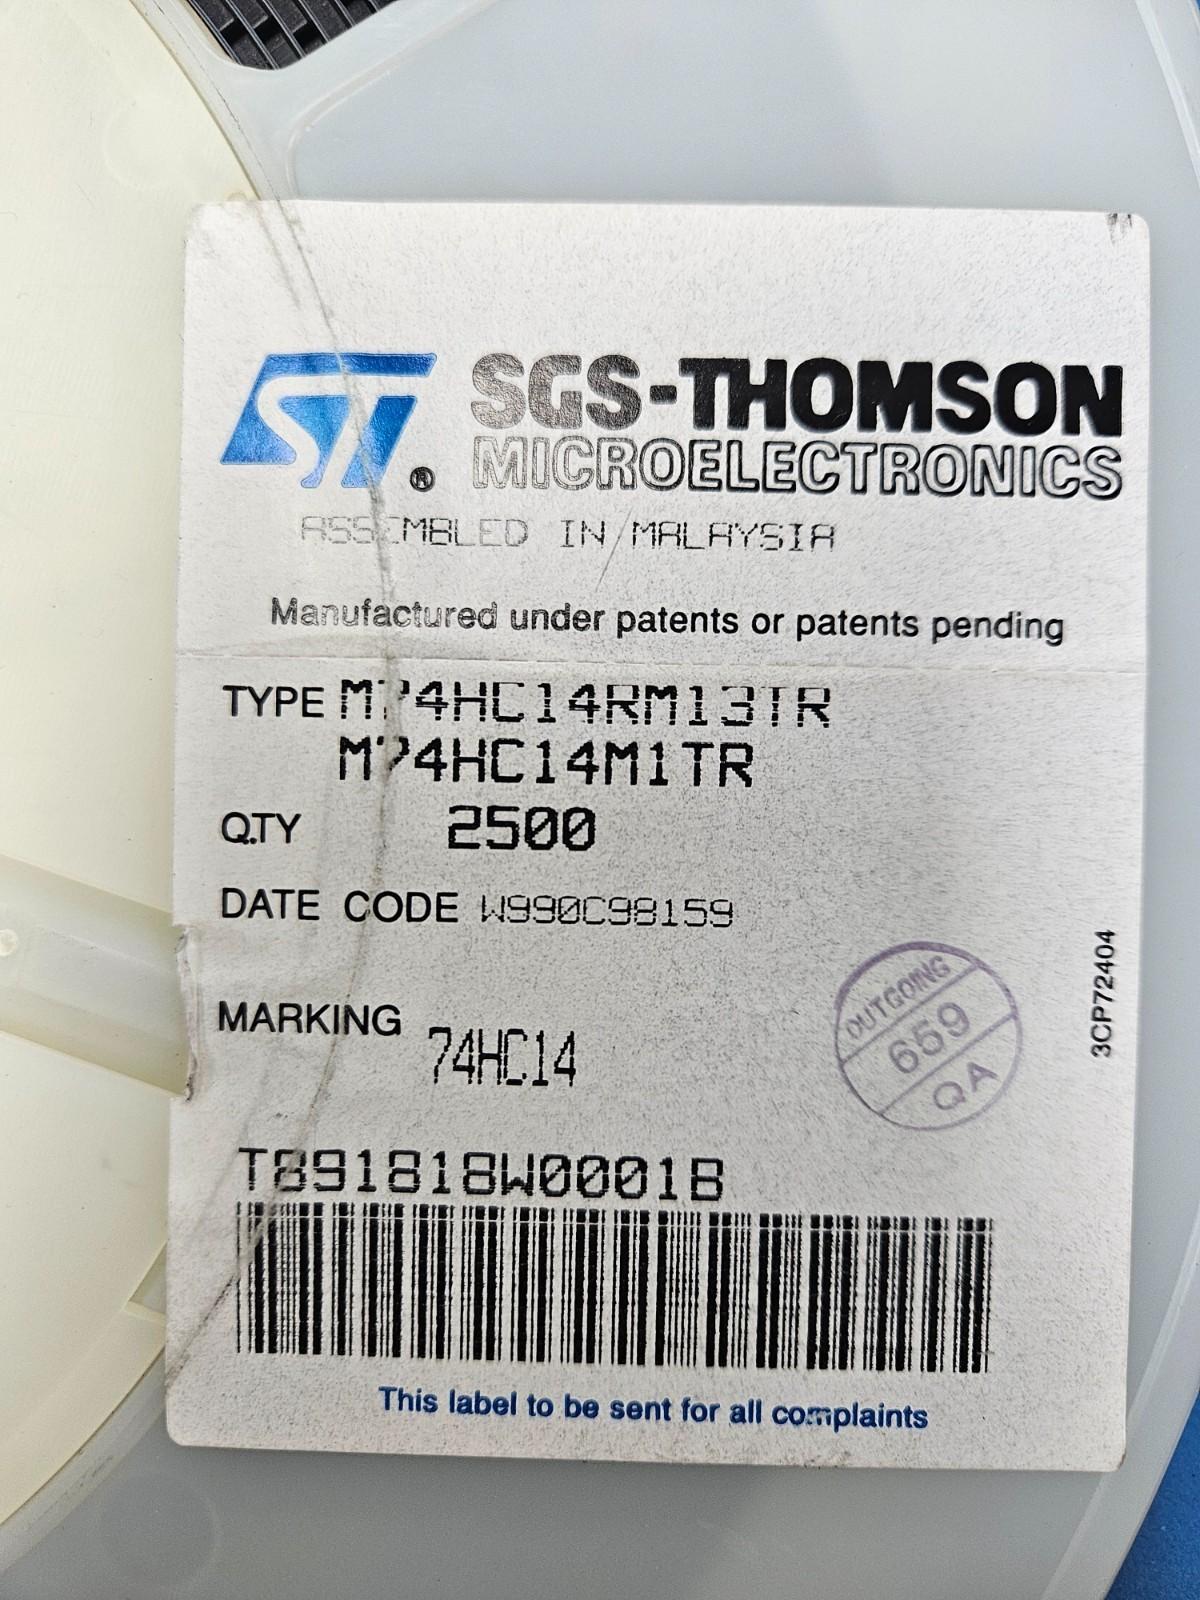 ST®
SGS-THOMSON
MICROELECTRONICS
ASSEMBLED IN MALAYSIA
Manufactured under patents or patents pending
TYPE M74HC14RM13TR
M74HC14M1TR
Q.TY 2500
DATE CODE W990C98159
MARKING 74HC14
OUTGOING
659
QA
3CP72404
T891818W0001B
This label to be sent for all complaints